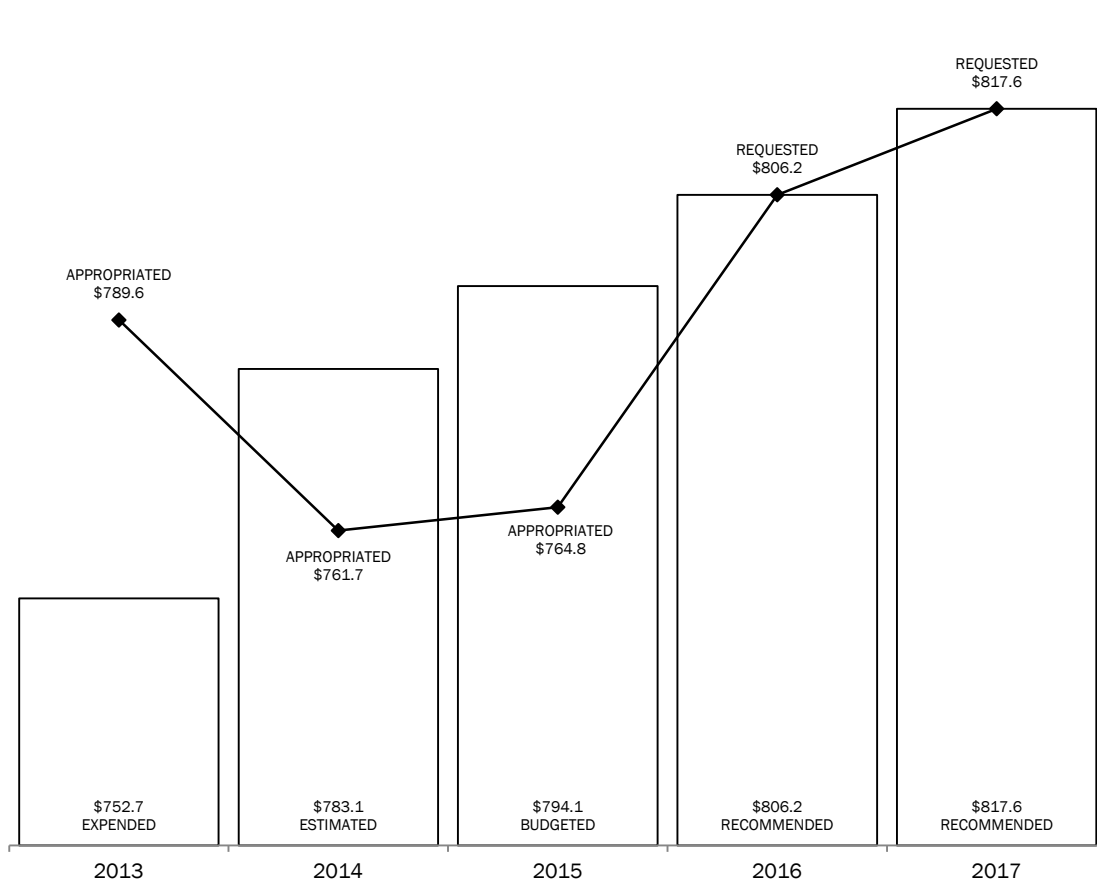 REQUESTED
$817.6
REQUESTED
$806.2
APPROPRIATED
$789.6
APPROPRIATED
$764.8
APPROPRIATED
$761.7
$752.7
EXPENDED
$783.1
ESTIMATED
$794.1
BUDGETED
$806.2
RECOMMENDED
$817.6
RECOMMENDED
2013
2014
2015
2016
2017